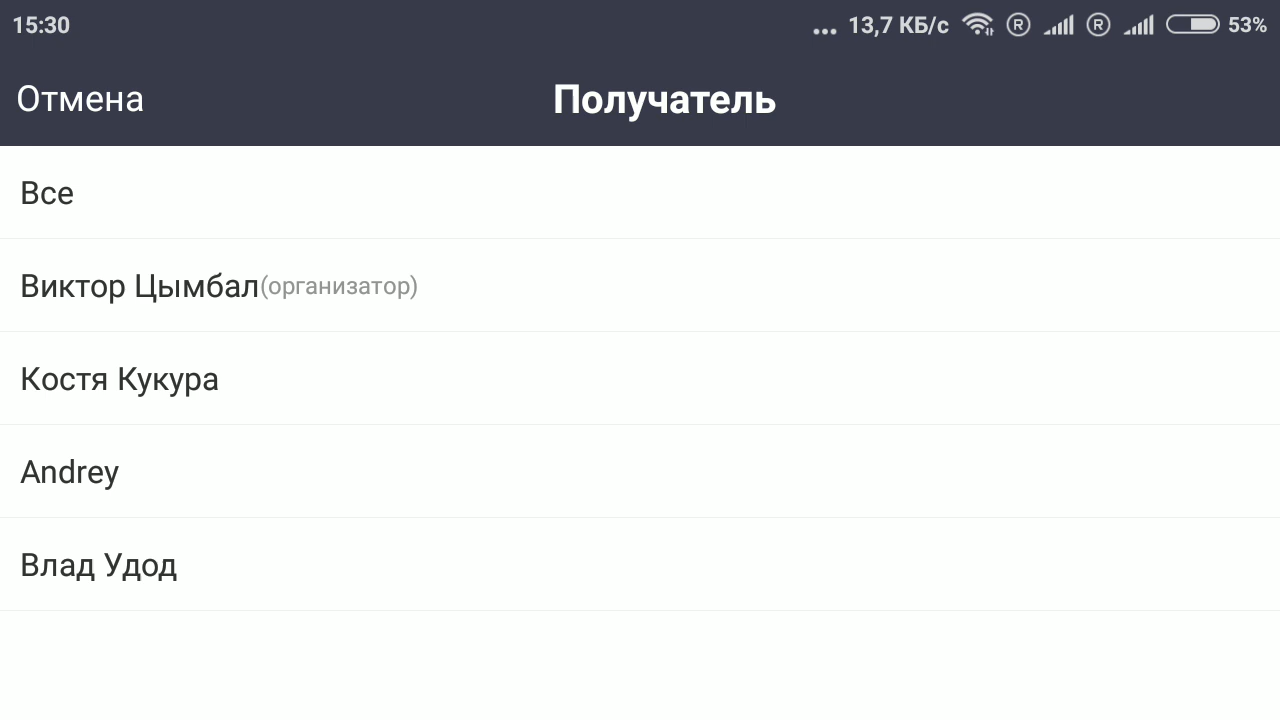 15:30 ... 13,7 КБ/с ® ® 53%
Отмена Получатель
Все
Виктор Цымбал(организатор)
Костя Кукура
Andrey
Влад Удод